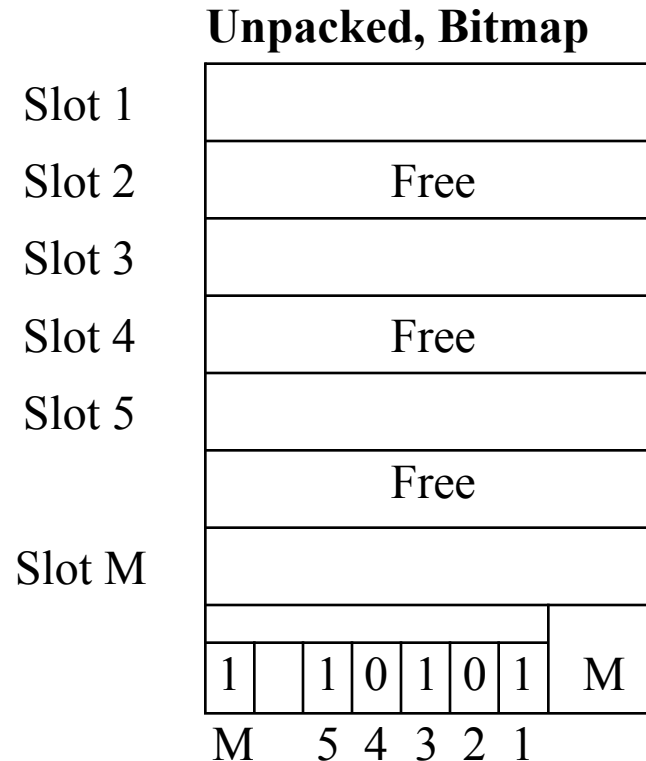 Unpacked, Bitmap
Slot 1
Slot 2 Free
Slot 3
Slot 4 Free
Slot 5
Free
Slot M
1 1 0 1 0 1 M
M 5 4 3 2 1